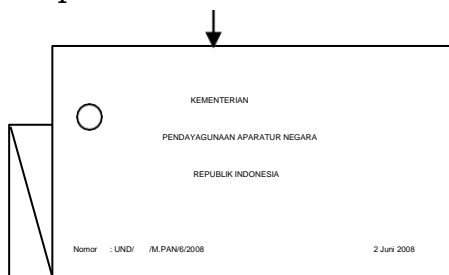 KEMENTERIAN
PENDAYAGUNAAN APARATUR NEGARA
REPUBLIK INDONESIA
Nomor : UND/ /M.PAN/6/2008 2 Juni 2008